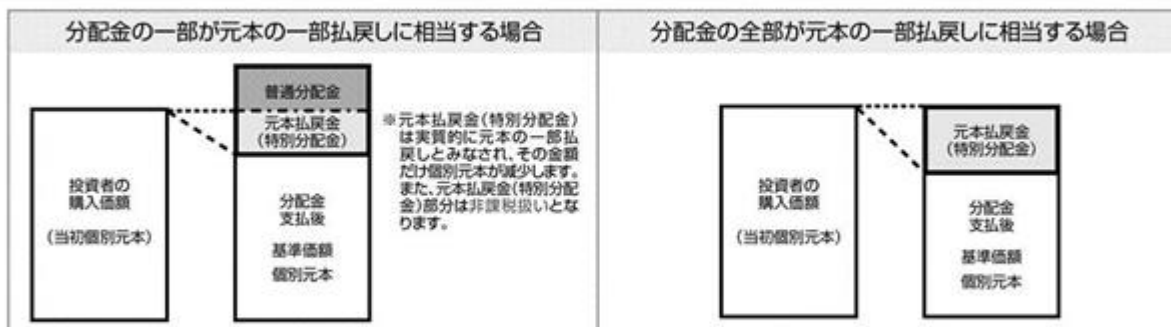 分配金の一部が元本の一部払戻しに相当する場合
普通分配金
元本払戻金
(特別分配金)
投資者の
購入価額
(当初個別元本)
分配金
支払後
基準価額
個別元本
※元本払戻金(特別分配金)
は実質的に元本の一部払
戻しとみなされ、その金額
だけ個別元本が減少します。
また、元本払戻金(特別分配
金)部分は非課税扱いとな
ります。
分配金の全部が元本の一部払戻しに相当する場合
投資者の
購入価額
(当初個別元本)
元本払戻金
(特別分配金)
分配金
支払後
基準価額
個別元本